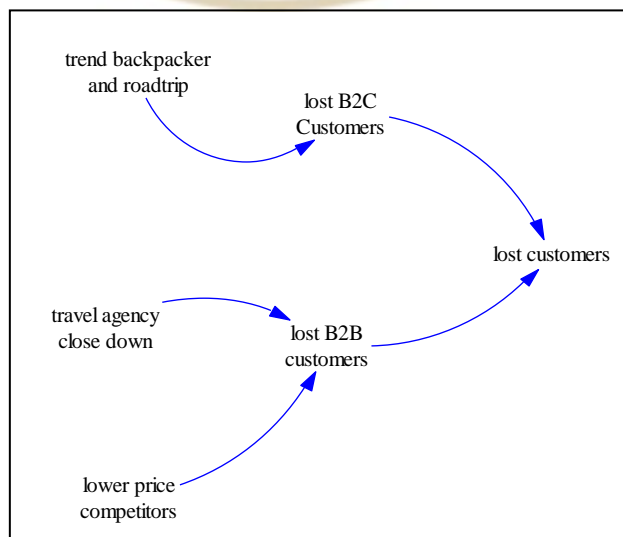 trend backpacker
and roadtrip
lost B2C
Customers
lost customers
travel agency
close down
lost B2B
customers
lower price
competitors